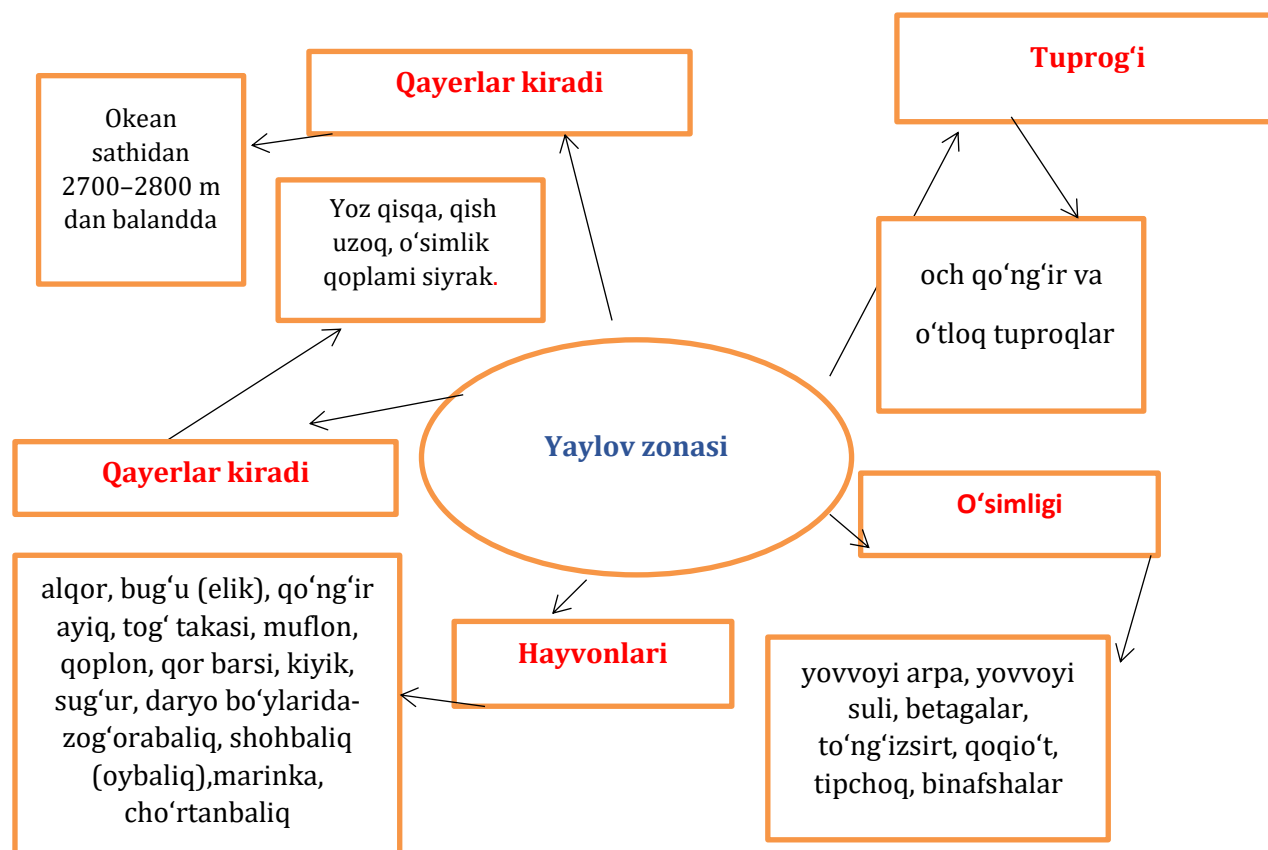 Qayerlar kiradi
Okean
sathidan
2700–2800 m
dan balandda
Tuprog‘i
och qo‘ng‘ir va
o‘tloq tuproqlar
Yoz qisqa, qish
uzoq, o‘simlik
qoplami siyrak.
Qayerlar kiradi
Yaylov zonasi
O‘simligi
yovvoyi arpa, yovvoyi
suli, betagalar,
to‘ng‘izsirt, qoqio‘t,
tipchoq, binafshalar
Hayvonlari
alqor, bug‘u (elik), qo‘ng‘ir
ayiq, tog‘ takasi, muflon,
qoplon, qor barsi, kiyik,
sug‘ur, daryo bo‘ylarida-
zog‘orabaliq, shohbaliq
(oybaliq),marinka,
cho‘rtanbaliq